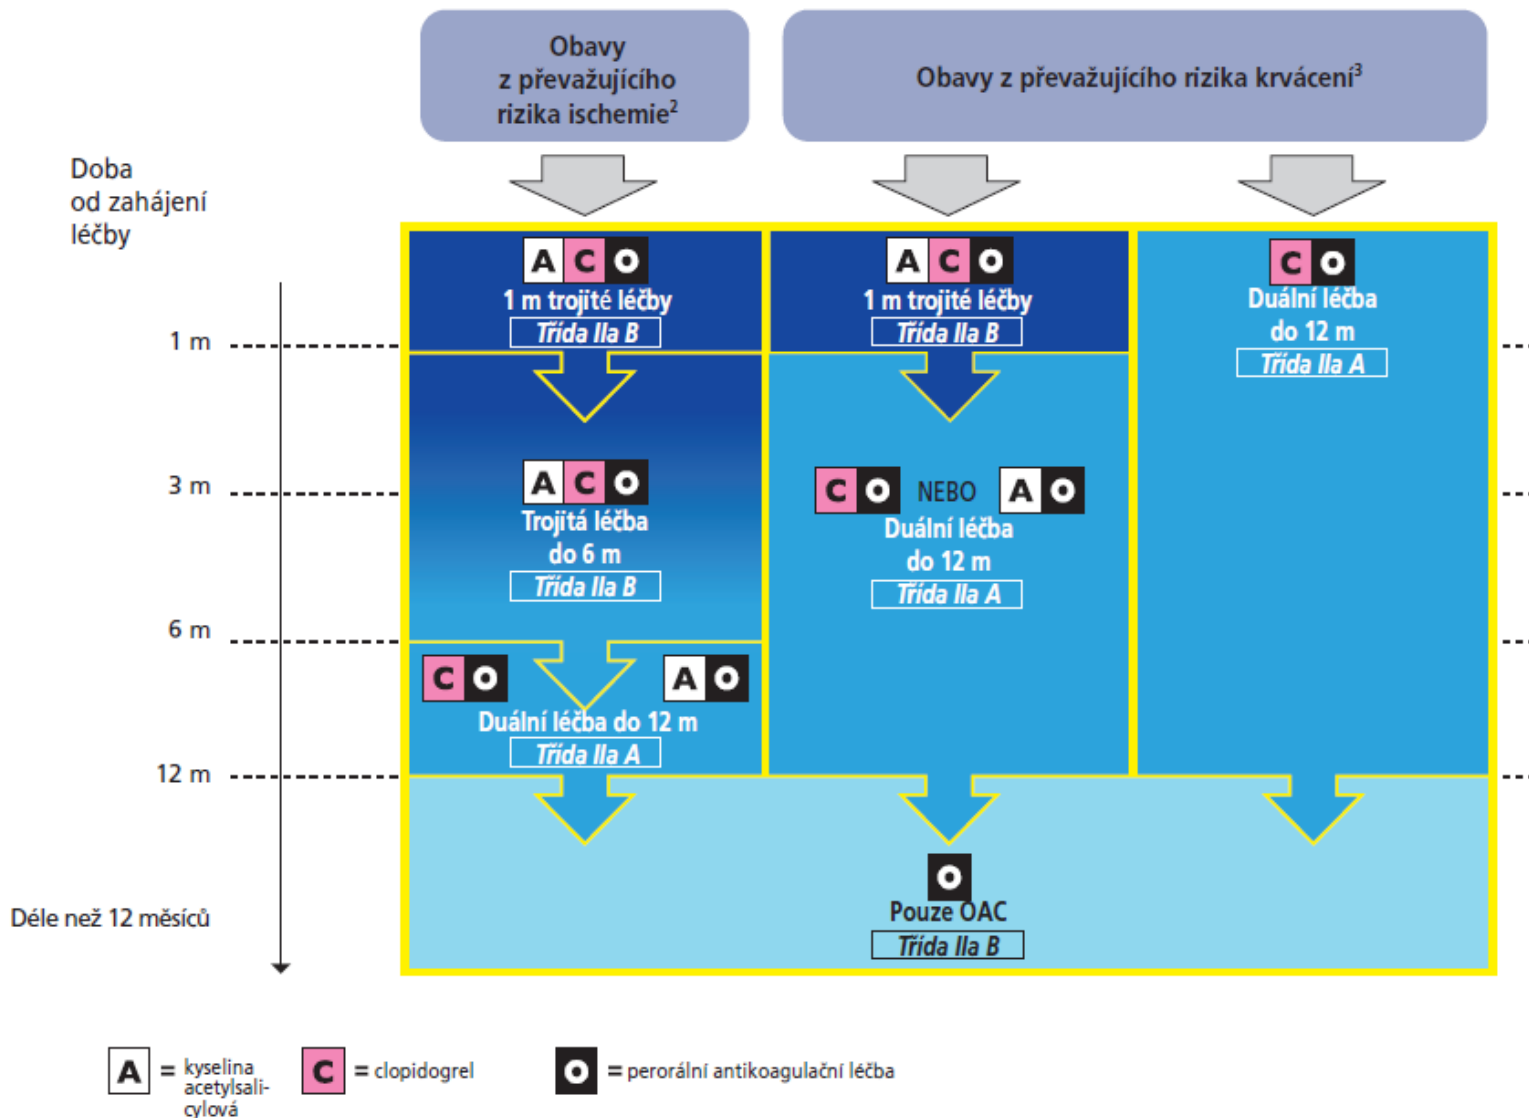 Obavy
z převažujícího
rizika ischemie²
Obavy z převažujícího rizika krvácení³
Doba
od zahájení
léčby
A C O
1 m trojité léčby
Třída IIa B
A C O
1 m trojité léčby
Třída IIa B
C O
Duální léčba
do 12 m
Třída IIa A
1 m
3 m
A C O
Trojitá léčba
do 6 m
Třída IIa B
C O NEBO A O
Duální léčba
do 12 m
Třída IIa A
6 m
C O A O
Duální léčba do 12 m
Třída IIa A
12 m
O
Pouze OAC
Třída IIa B
Déle než 12 měsíců
A = kyselina
acetylsali-
cylová
C = clopidogrel
O = perorální antikoagulační léčba